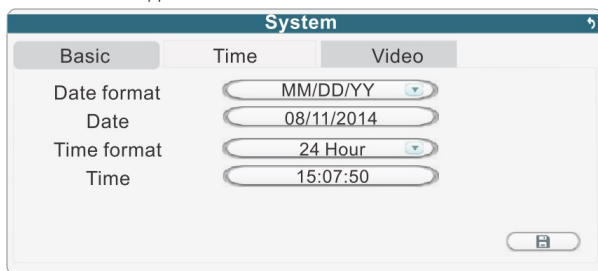 System
Basic Time Video
Date format MM/DD/YY
Date 08/11/2014
Time format 24 Hour
Time 15:07:50